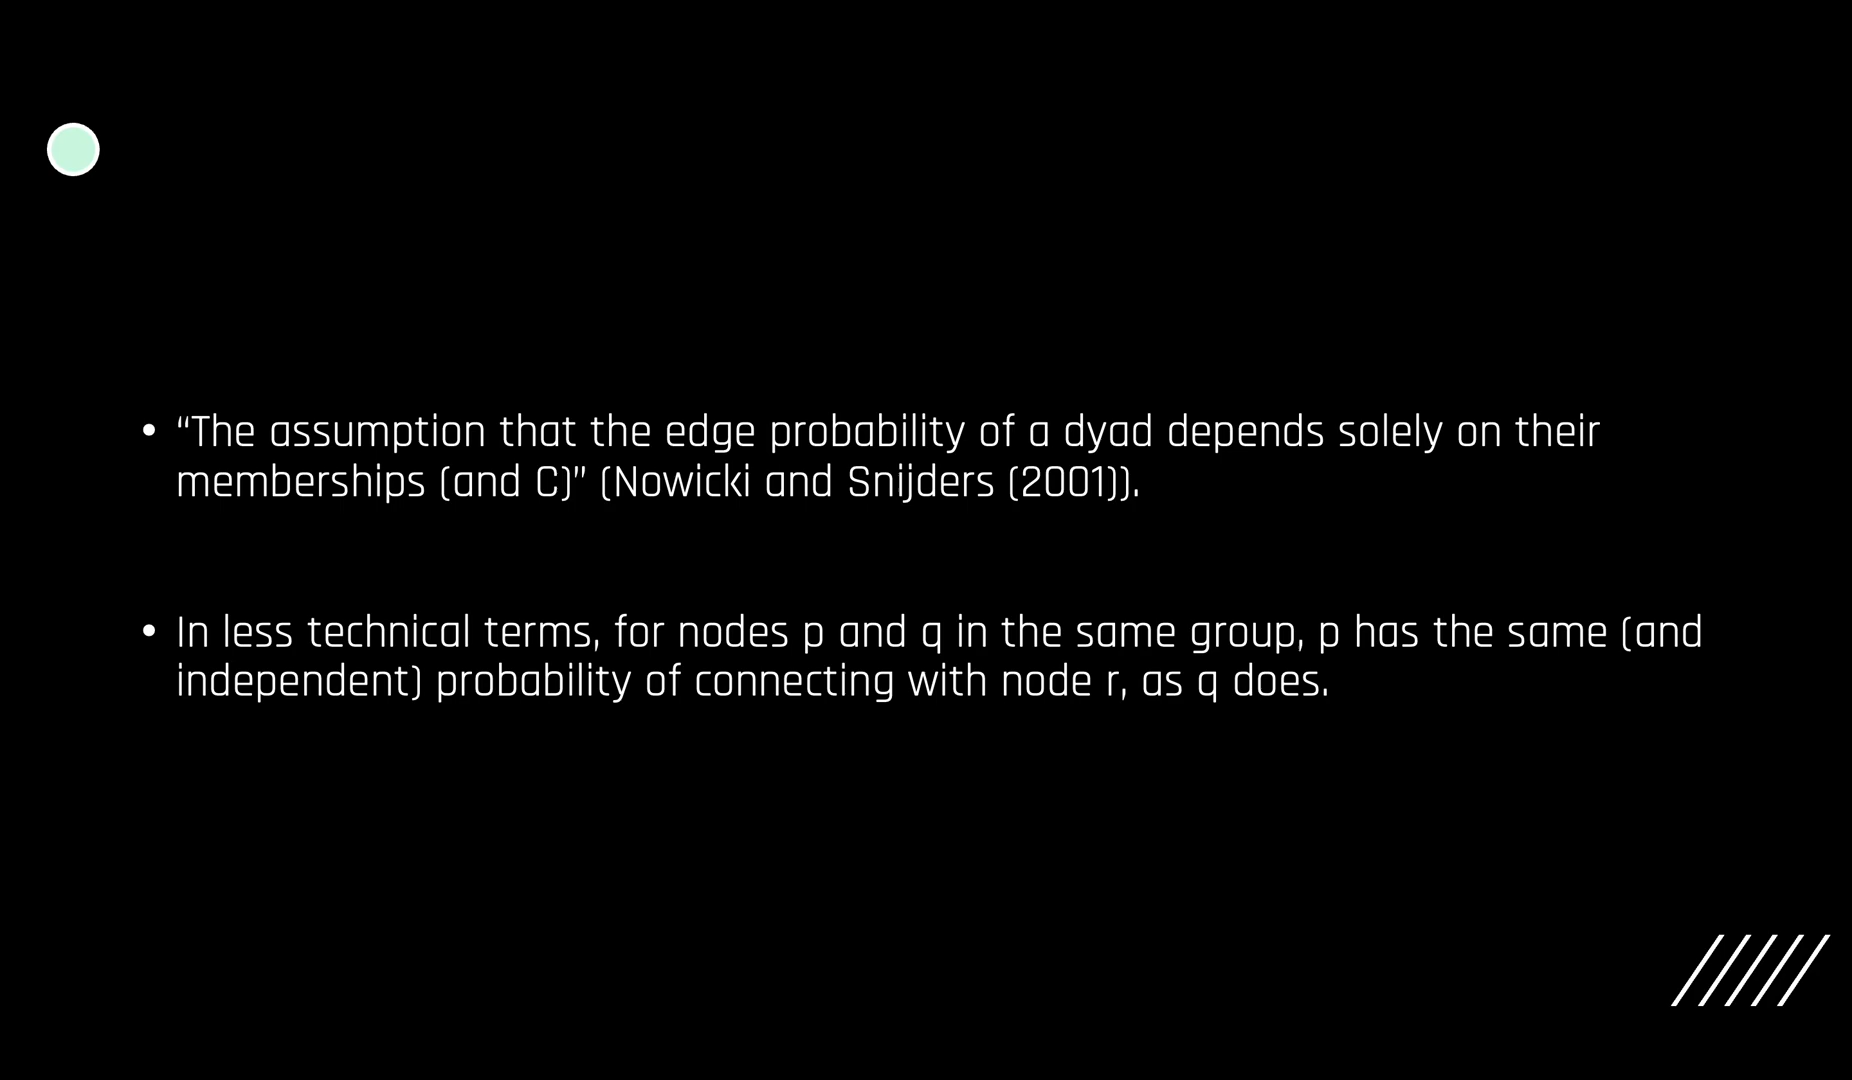 • “The assumption that the edge probability of a dyad depends solely on their
memberships (and C)” (Nowicki and Snijders (2001)).
• In less technical terms, for nodes p and q in the same group, p has the same (and
independent) probability of connecting with node r, as q does.